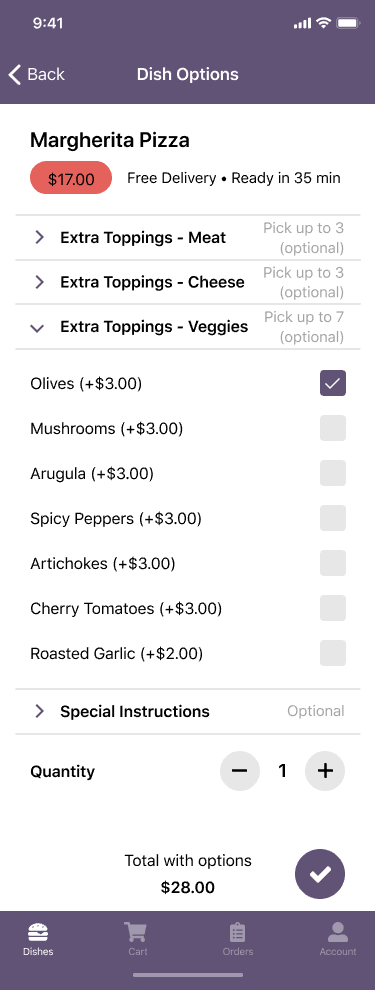 9:41
Back
Dish Options
Margherita Pizza
$17.00
Free Delivery • Ready in 35 min
Extra Toppings - Meat
Pick up to 3
(optional)
Extra Toppings - Cheese
Pick up to 3
(optional)
Extra Toppings - Veggies
Pick up to 7
(optional)
Olives (+$3.00)
Mushrooms (+$3.00)
Arugula (+$3.00)
Spicy Peppers (+$3.00)
Artichokes (+$3.00)
Cherry Tomatoes (+$3.00)
Roasted Garlic (+$2.00)
Special Instructions
Optional
Quantity
1
Total with options
$28.00
Dishes
Cart
Orders
Account